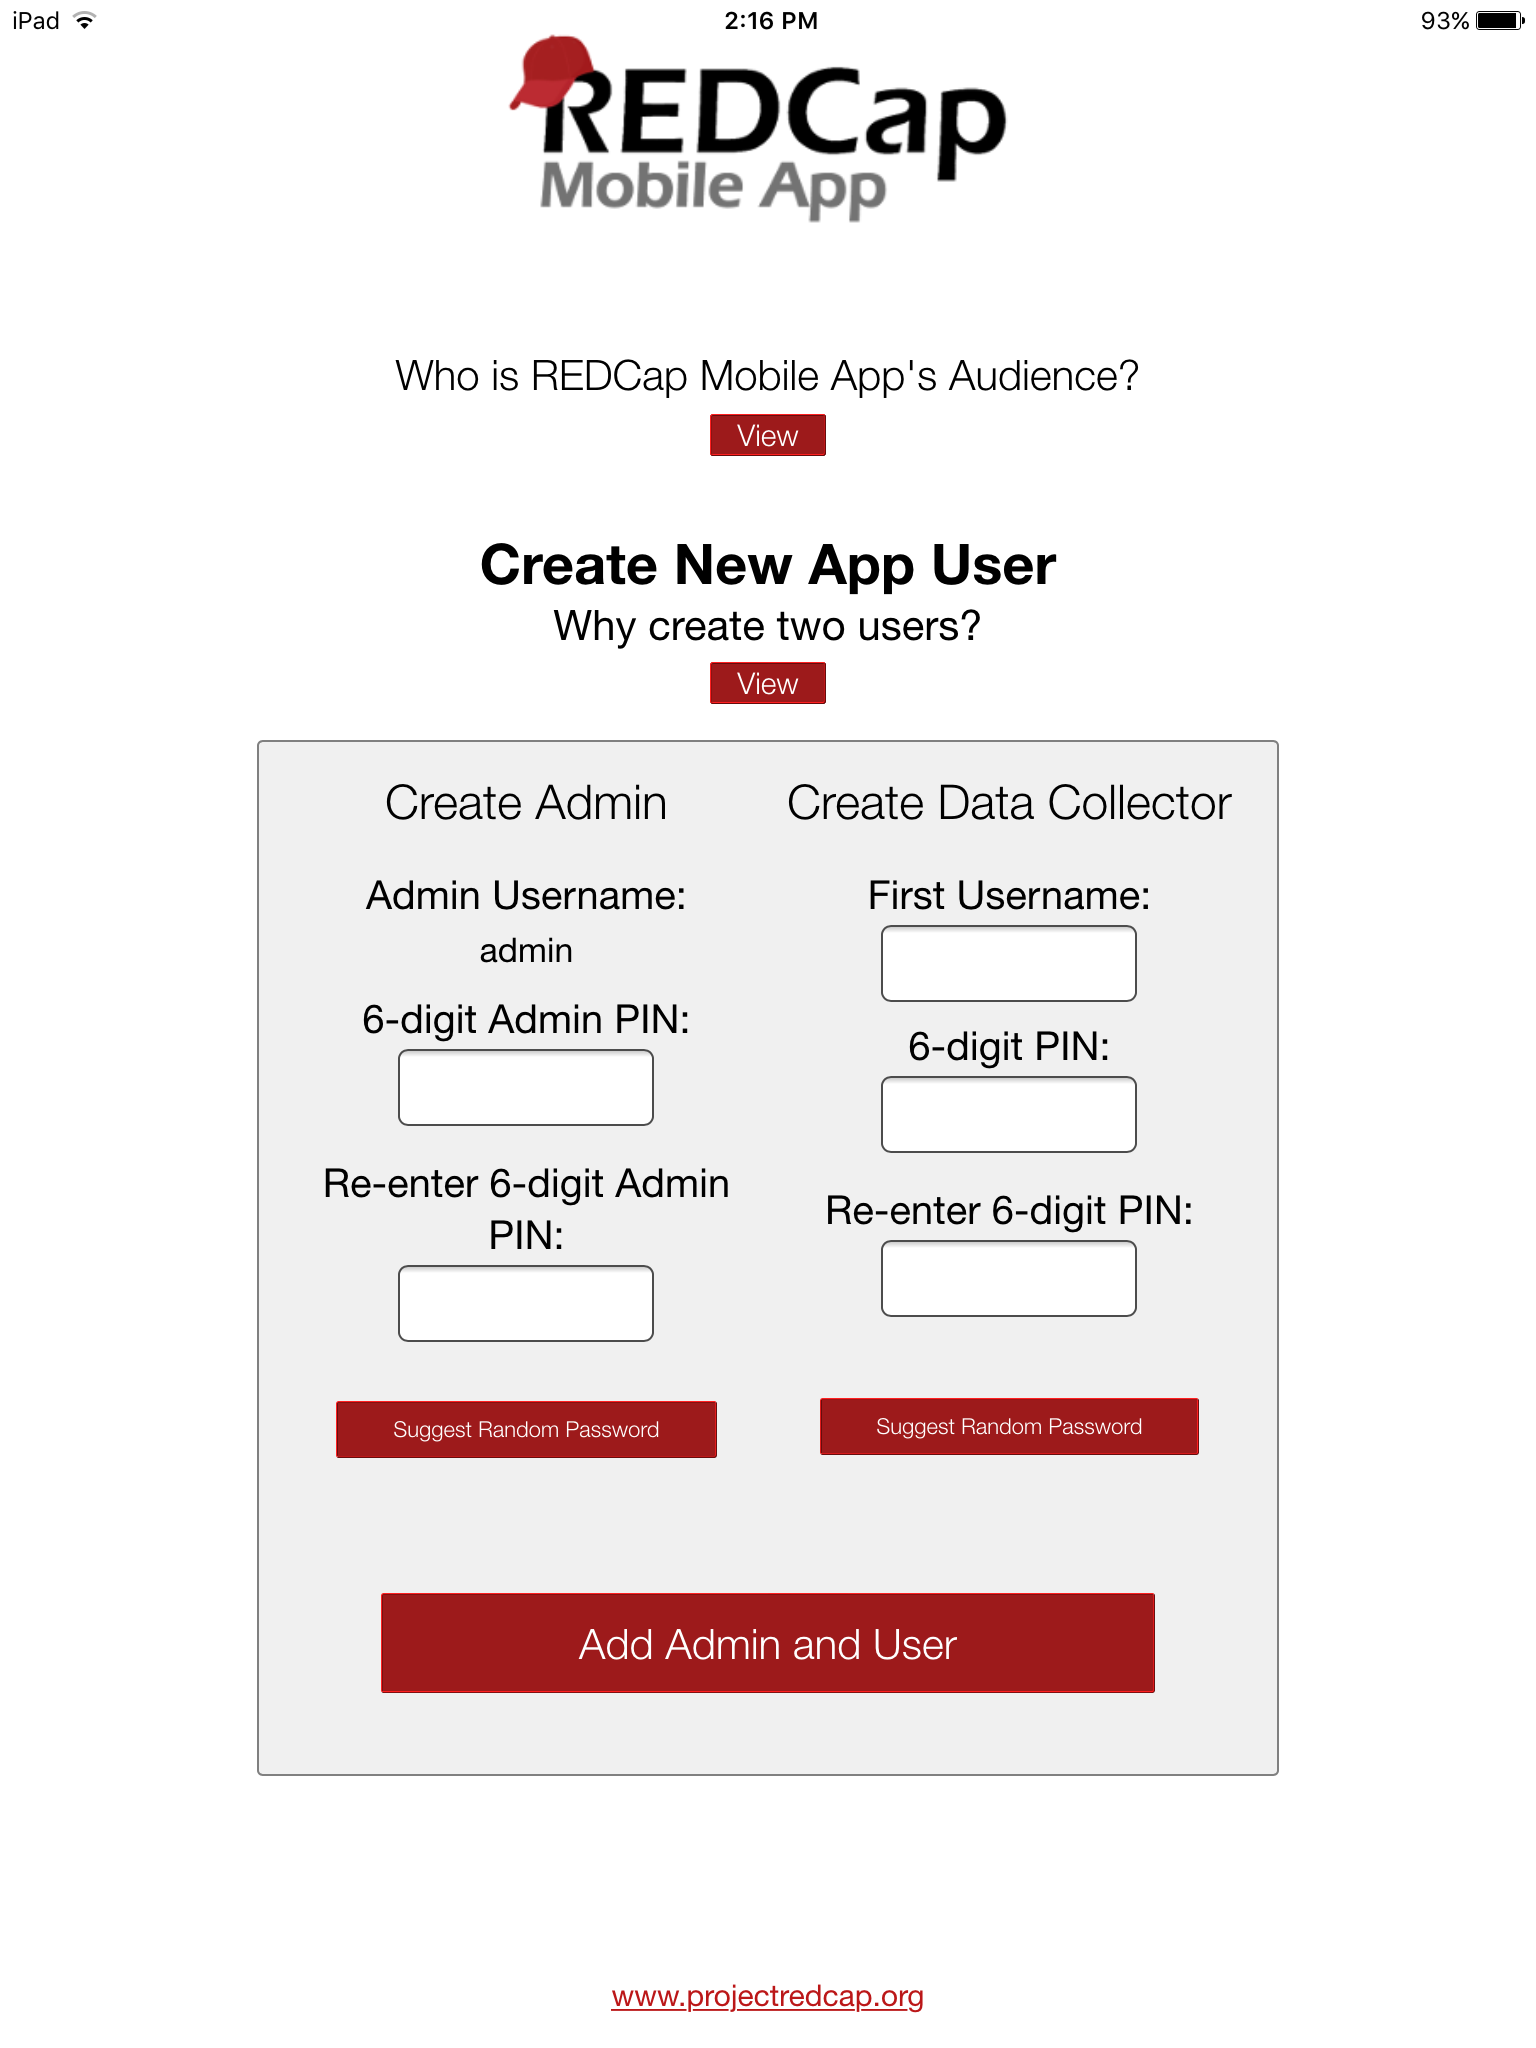 iPad 2:16 PM 93%
REDCap
Mobile App
Who is REDCap Mobile App's Audience?
View
Create New App User
Why create two users?
View
Create Admin
Admin Username:
admin
6-digit Admin PIN:
Re-enter 6-digit Admin
PIN:
Suggest Random Password
Create Data Collector
First Username:
6-digit PIN:
Re-enter 6-digit PIN:
Suggest Random Password
Add Admin and User
www.projectredcap.org